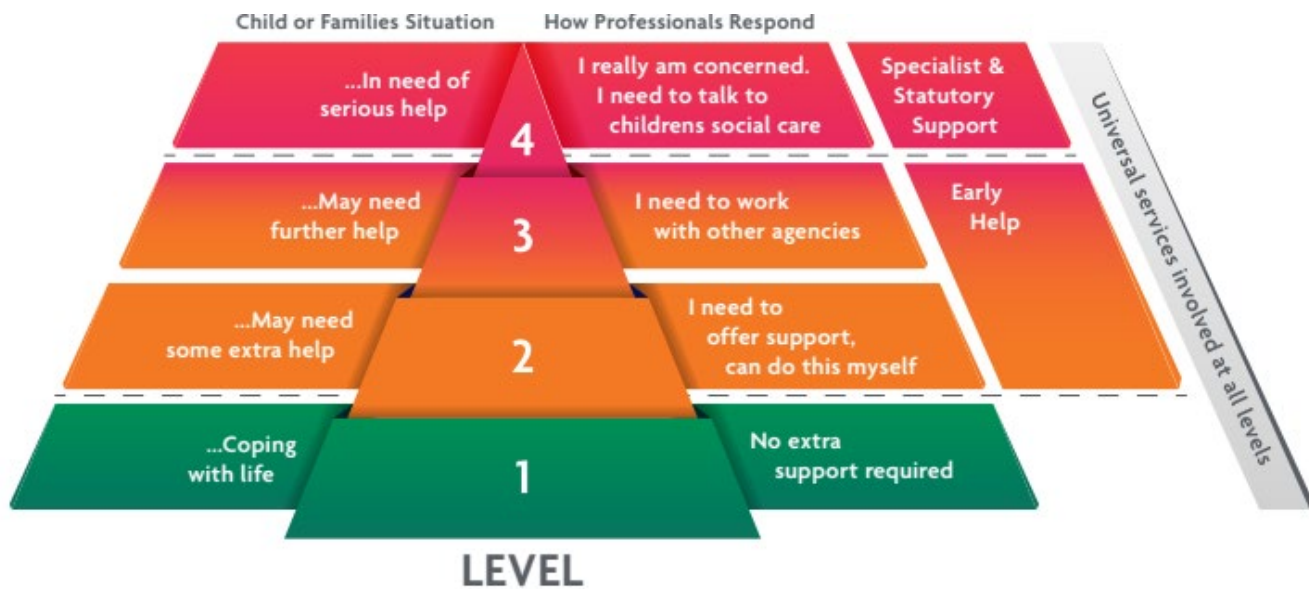 Child or Families Situation
How Professionals Respond
...In need of
serious help
4
I really am concerned.
I need to talk to
childrens social care
Specialist &
Statutory
Support
...May need
further help
3
I need to work
with other agencies
Early
Help
...May need
some extra help
2
I need to
offer support,
can do this myself
...Coping
with life
1
No extra
support required
Universal services involved at all levels
LEVEL